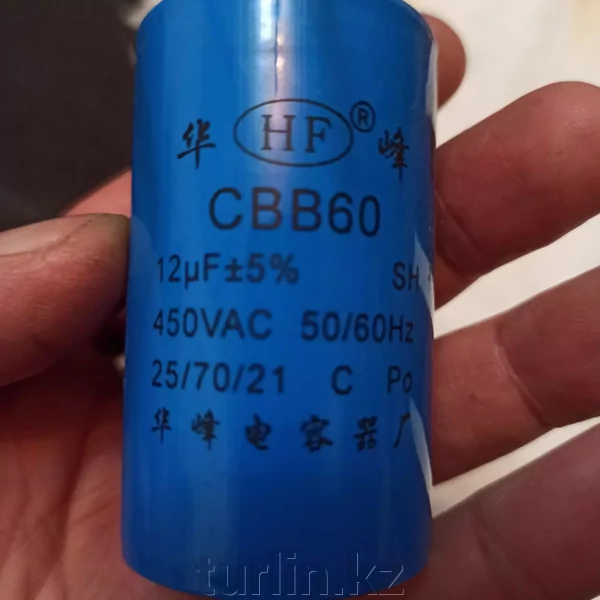 华 HF® 峰
CBB60
12μF±5% SH
450VAC 50/60Hz
25/70/21 C Po
华峰电容器厂
turlin.kz